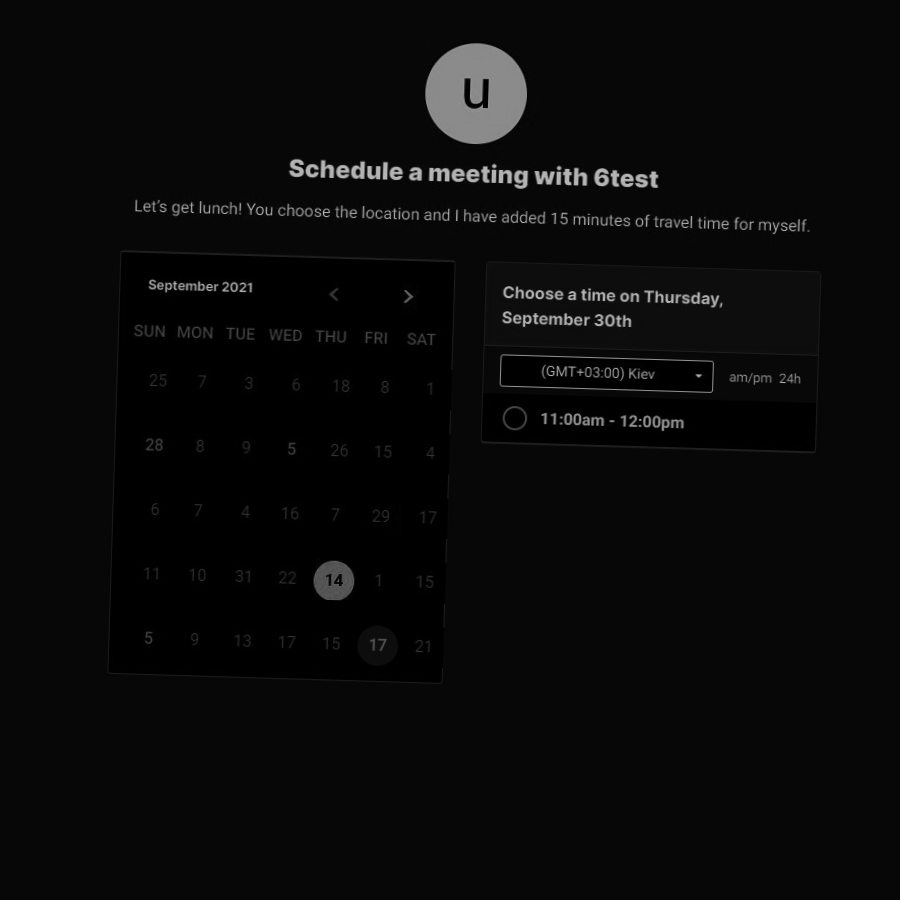 u
Schedule a meeting with 6test
Let's get lunch! You choose the location and I have added 15 minutes of travel time for myself.
September 2021
SUN MON TUE WED THU FRI SAT
25 7 3 6 18 8 1
28 8 9 5 26 15 4
6 7 4 16 7 29 17
11 10 31 22 14 1 15
5 9 13 17 15 17 21
Choose a time on Thursday,
September 30th
(GMT+03:00) Kiev
am/pm 24h
11:00am - 12:00pm